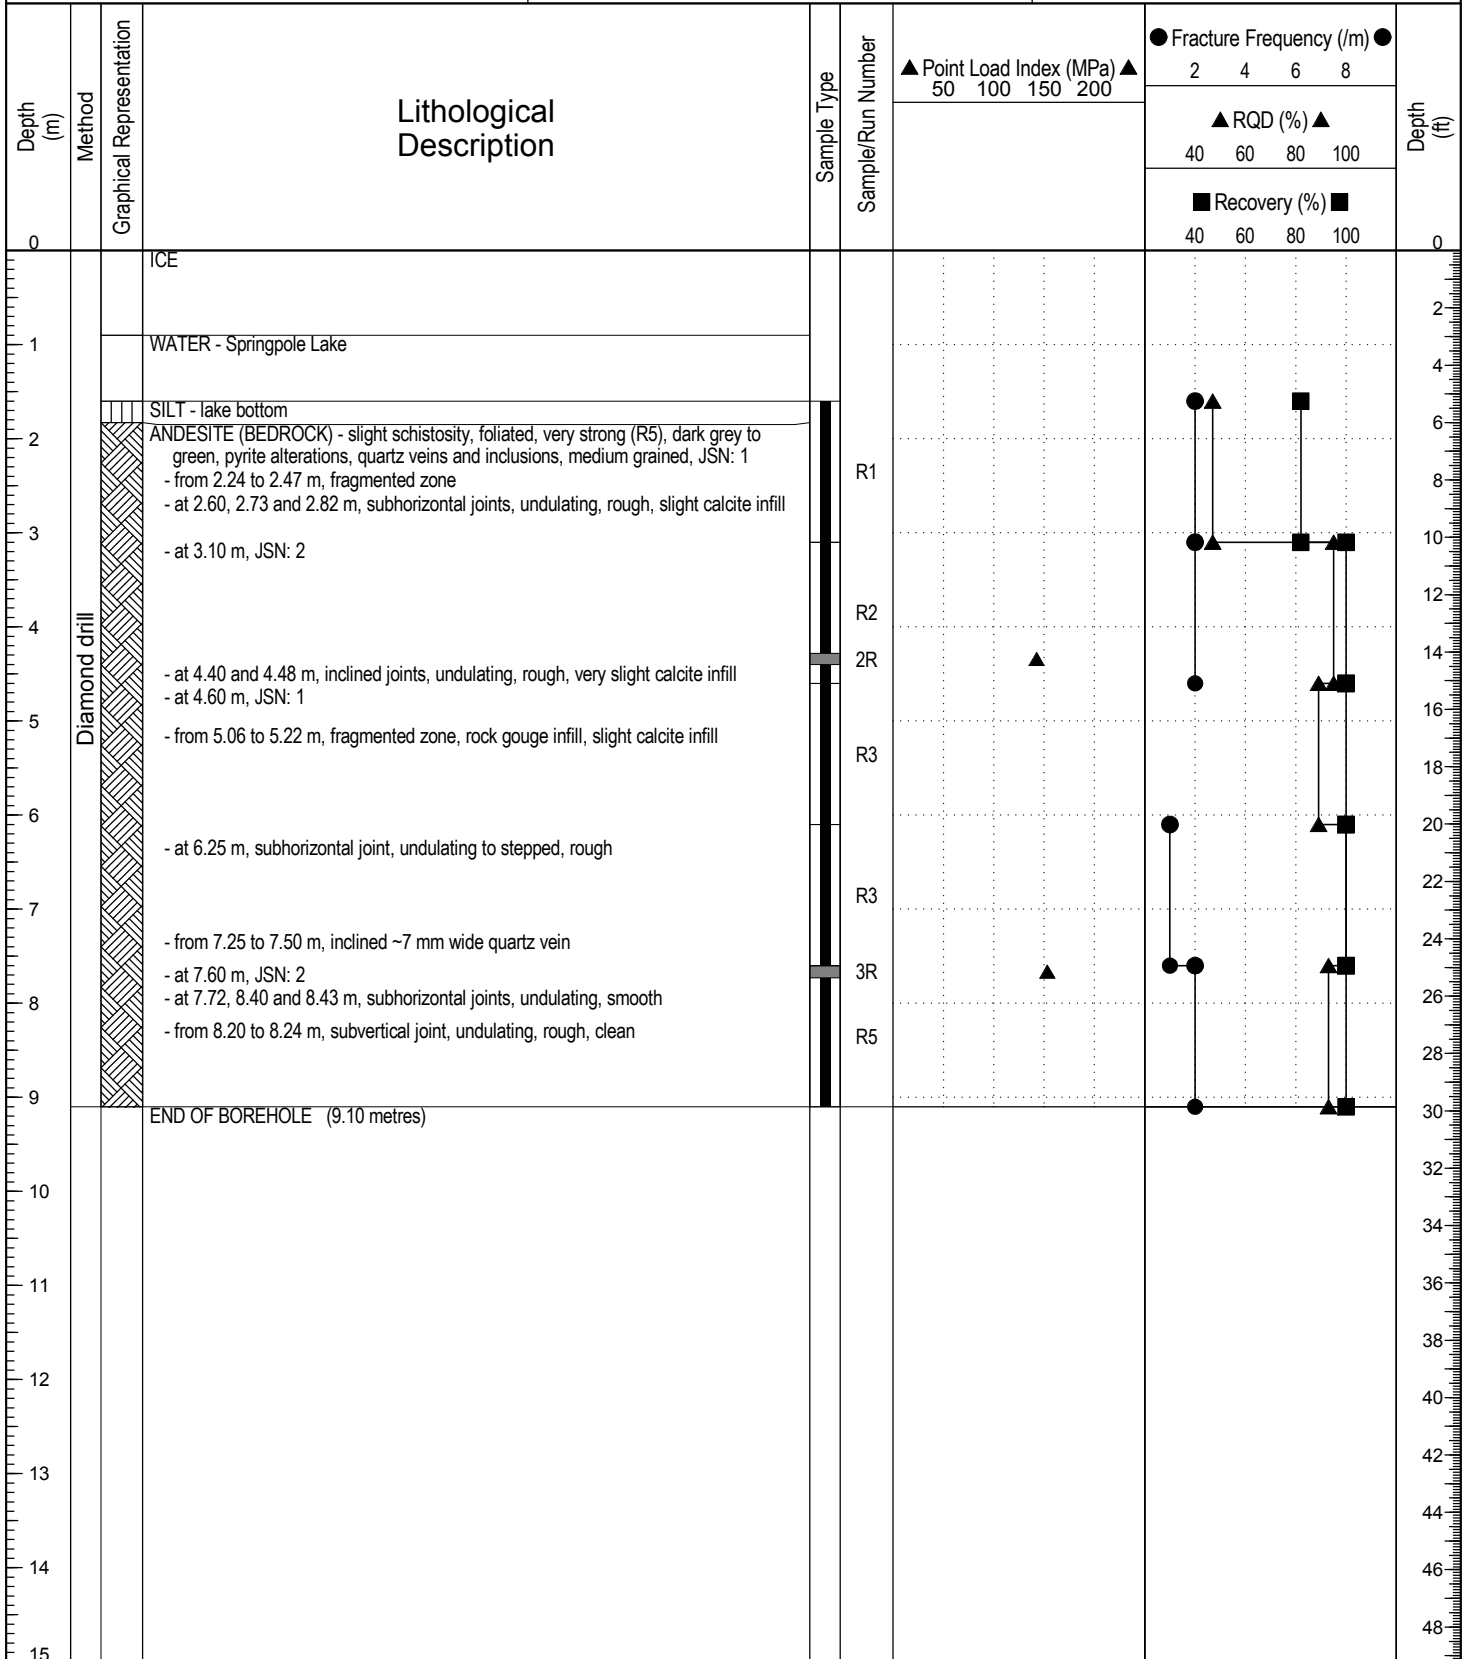 Depth
(m)
Method
Graphical Representation
Lithological
Description
Sample Type
Sample/Run Number
▲ Point Load Index (MPa) ▲
50 100 150 200
● Fracture Frequency (/m) ●
2 4 6 8
▲ RQD (%) ▲
40 60 80 100
■ Recovery (%) ■
40 60 80 100
Depth
(ft)
0
0
ICE
2
1
WATER - Springpole Lake
4
SILT - lake bottom
6
2
ANDESITE (BEDROCK) - slight schistosity, foliated, very strong (R5), dark grey to
green, pyrite alterations, quartz veins and inclusions, medium grained, JSN: 1
R1
- from 2.24 to 2.47 m, fragmented zone
8
- at 2.60, 2.73 and 2.82 m, subhorizontal joints, undulating, rough, slight calcite infill
3
10
- at 3.10 m, JSN: 2
12
R2
4
Diamond drill
14
2R
- at 4.40 and 4.48 m, inclined joints, undulating, rough, very slight calcite infill
- at 4.60 m, JSN: 1
16
5
- from 5.06 to 5.22 m, fragmented zone, rock gouge infill, slight calcite infill
R3
18
6
20
- at 6.25 m, subhorizontal joint, undulating to stepped, rough
22
R3
7
24
- from 7.25 to 7.50 m, inclined ~7 mm wide quartz vein
3R
- at 7.60 m, JSN: 2
26
- at 7.72, 8.40 and 8.43 m, subhorizontal joints, undulating, smooth
8
- from 8.20 to 8.24 m, subvertical joint, undulating, rough, clean
R5
28
9
30
END OF BOREHOLE (9.10 metres)
32
10
34
11
36
38
12
40
42
13
44
14
46
48
15